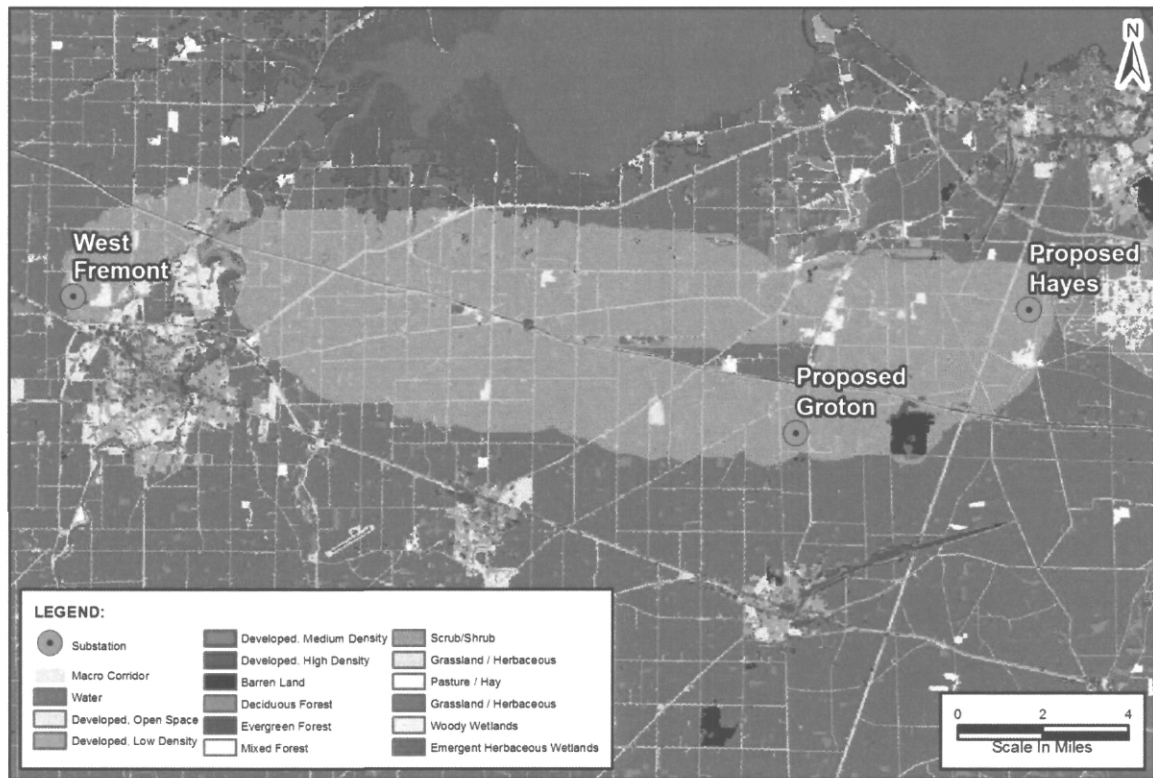 N
West
Fremont
Proposed
Hayes
Proposed
Groton
LEGEND:
Substation
Macro Corridor
Water
Developed, Open Space
Developed, Low Density
Developed, Medium Density
Developed, High Density
Barren Land
Deciduous Forest
Evergreen Forest
Mixed Forest
Scrub/Shrub
Grassland / Herbaceous
Pasture / Hay
Grassland / Herbaceous
Woody Wetlands
Emergent Herbaceous Wetlands
0 2 4
Scale In Miles